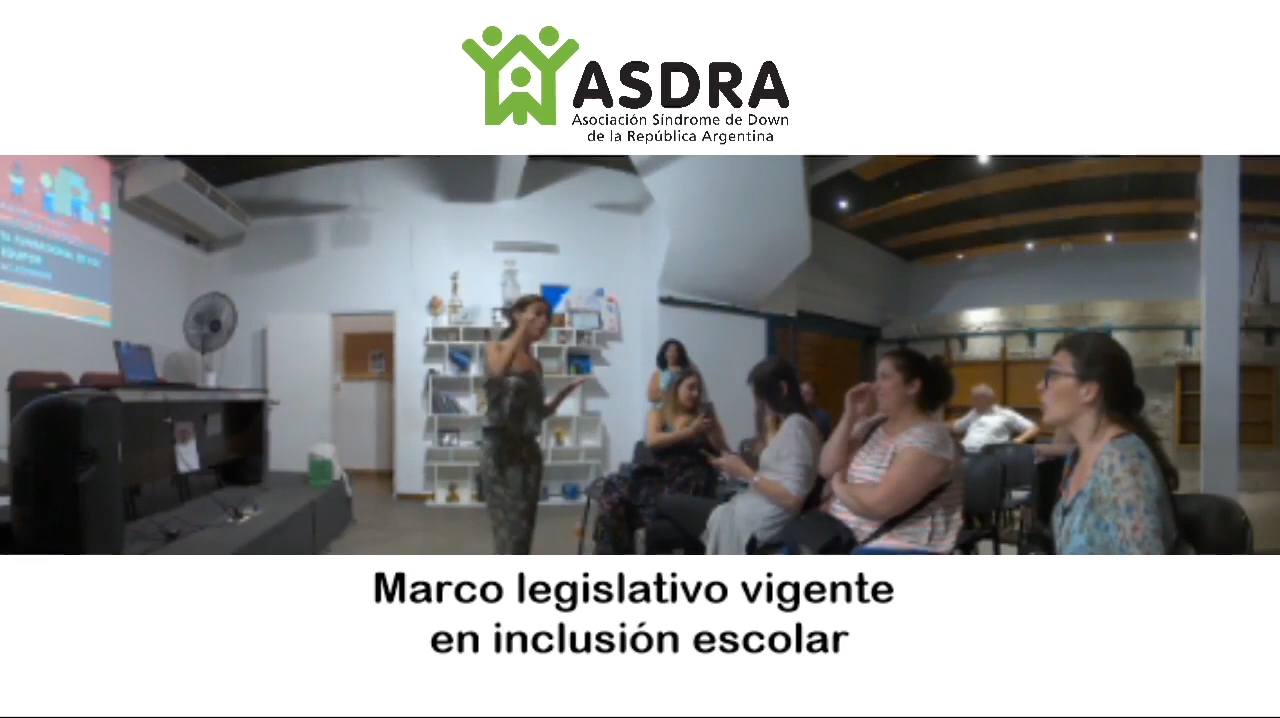 ASDRA
Asociación Síndrome de Down
de la República Argentina
Marco legislativo vigente
en inclusión escolar